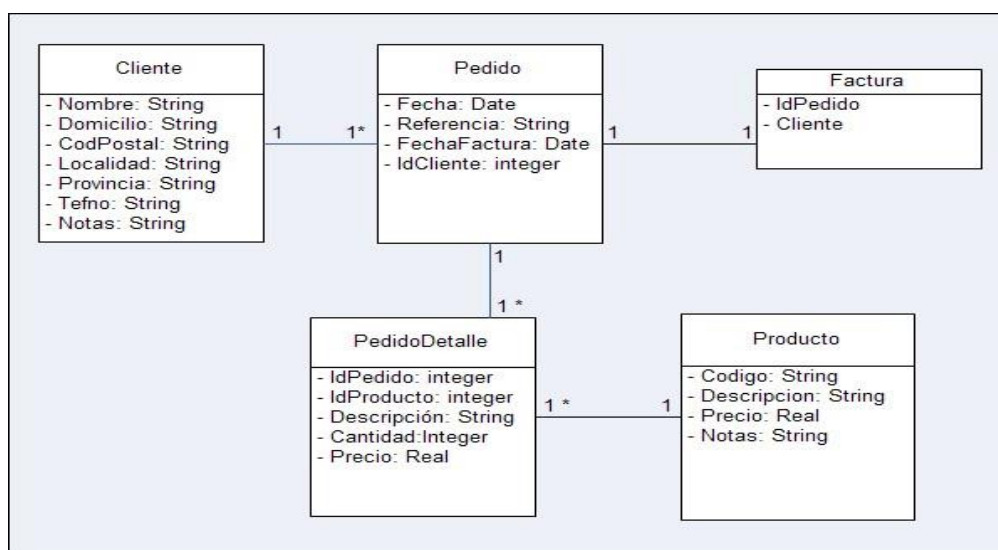 Cliente
- Nombre: String
- Domicilio: String
- CodPostal: String
- Localidad: String
- Provincia: String
- Tefno: String
- Notas: String
1
1*
Pedido
- Fecha: Date
- Referencia: String
- FechaFactura: Date
- IdCliente: integer
1
1
Factura
- IdPedido
- Cliente
1
1 *
PedidoDetalle
- IdPedido: integer
- IdProducto: integer
- Descripción: String
- Cantidad:Integer
- Precio: Real
1 *
1
Producto
- Codigo: String
- Descripcion: String
- Precio: Real
- Notas: String